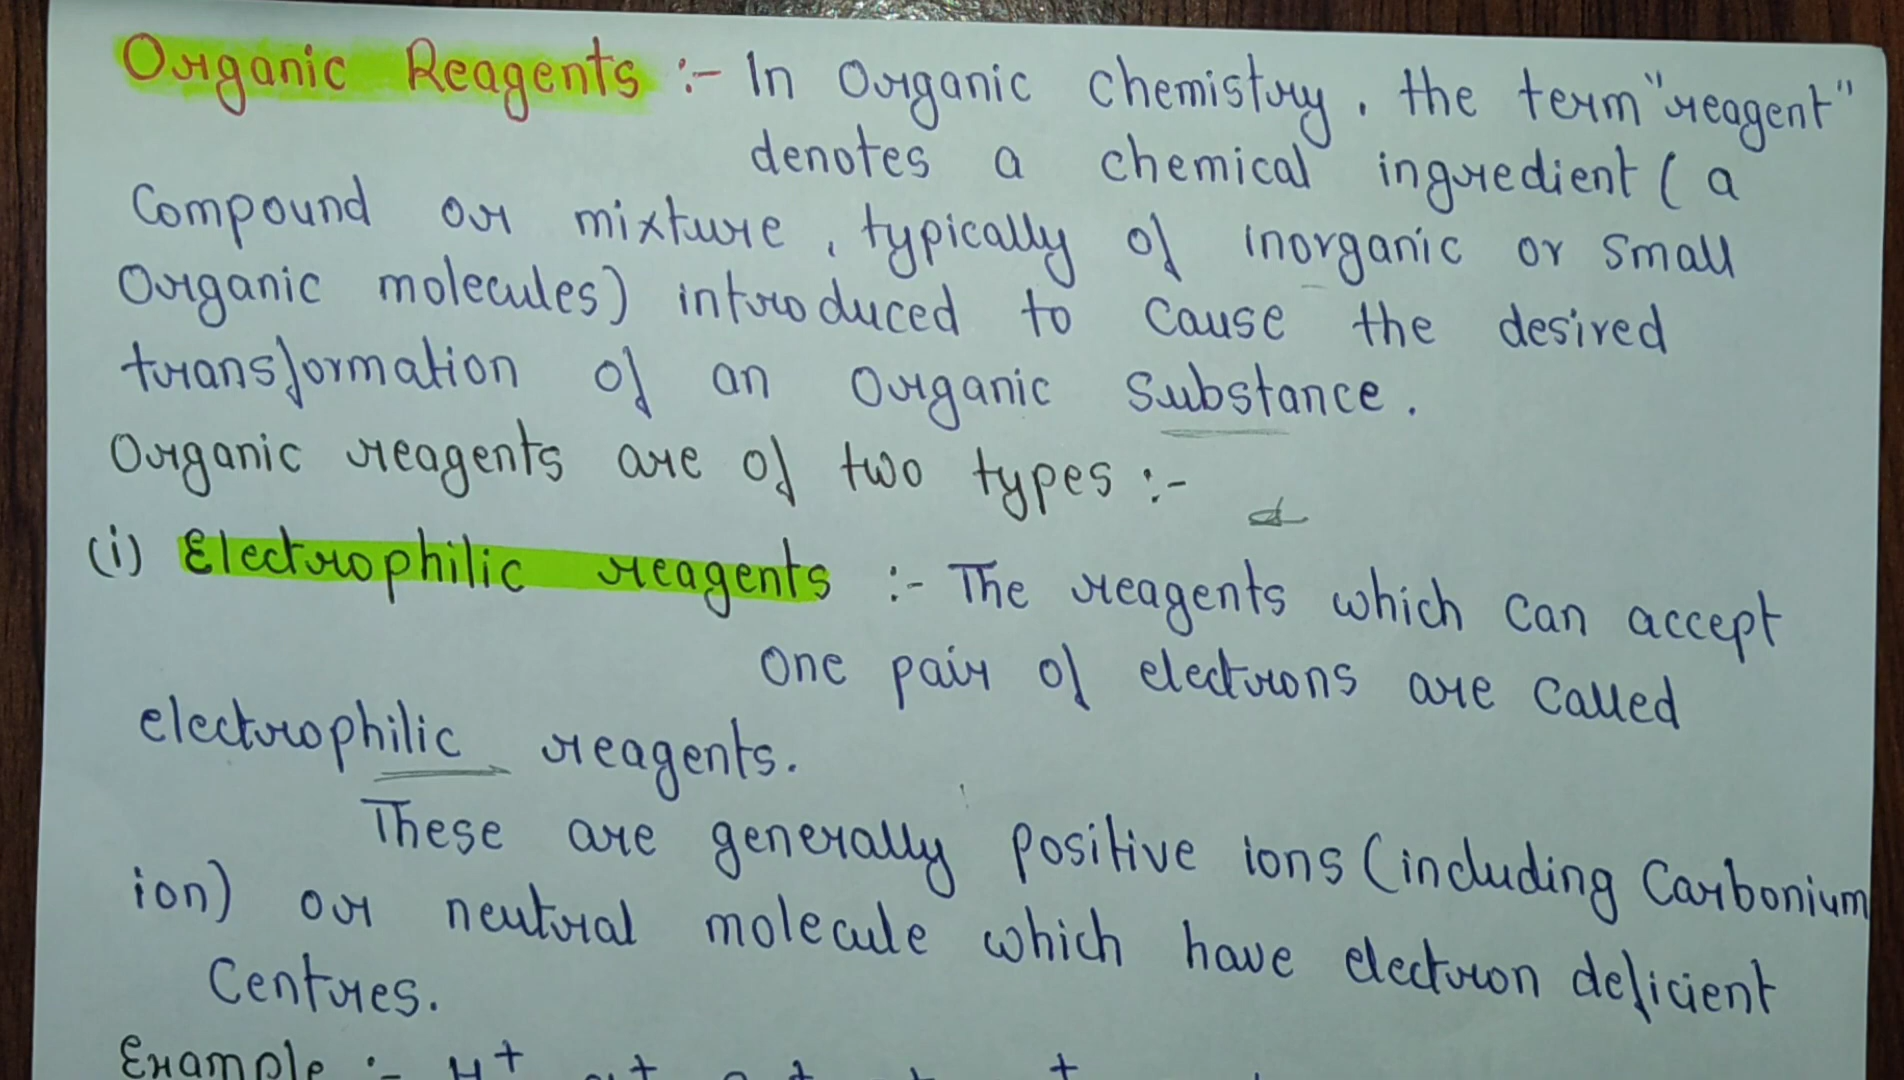 Organic Reagents :- In Organic chemistry, the term "reagent"
denotes a chemical ingredient ( a
Compound or mixture, typically of inorganic or small
Organic molecules) introduced to cause the desired
transformation of an Organic Substance.
Organic reagents are of two types :-
(i) Electrophilic reagents :- The reagents which can accept
one pair of electrons are called
electrophilic reagents.
These are generally positive ions (including Carbonium
ion) or neutral molecule which have electron deficient
Centres.
Example :- H+